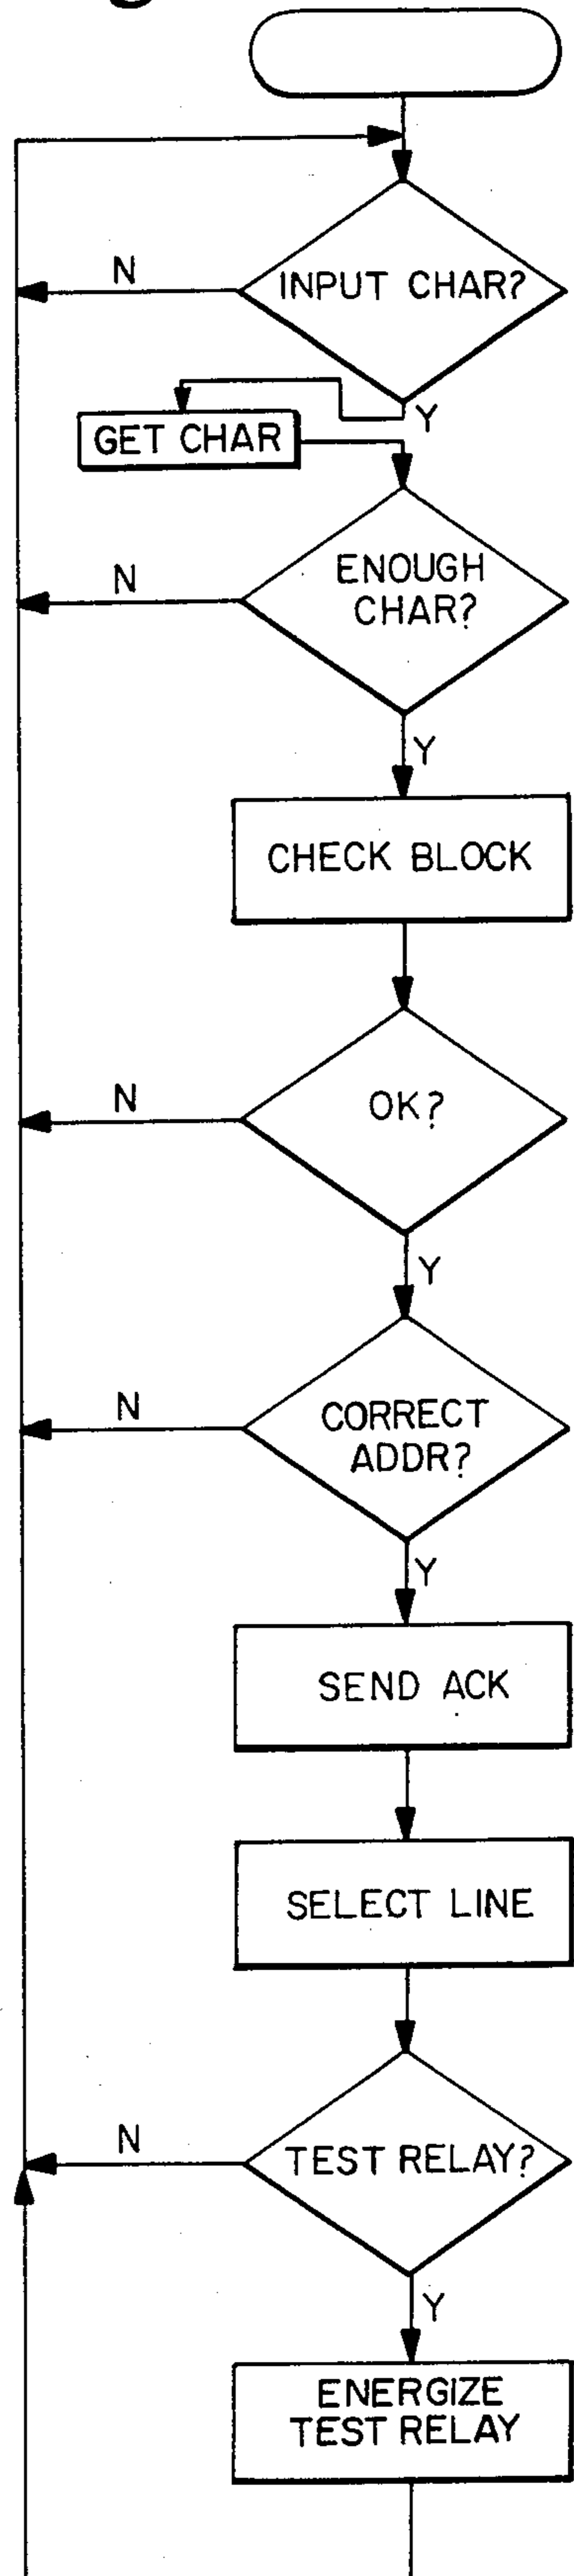 INPUT CHAR?
N
Y
GET CHAR
ENOUGH
CHAR?
N
Y
CHECK BLOCK
OK?
N
Y
CORRECT
ADDR?
N
Y
SEND ACK
SELECT LINE
TEST RELAY?
N
Y
ENERGIZE
TEST RELAY